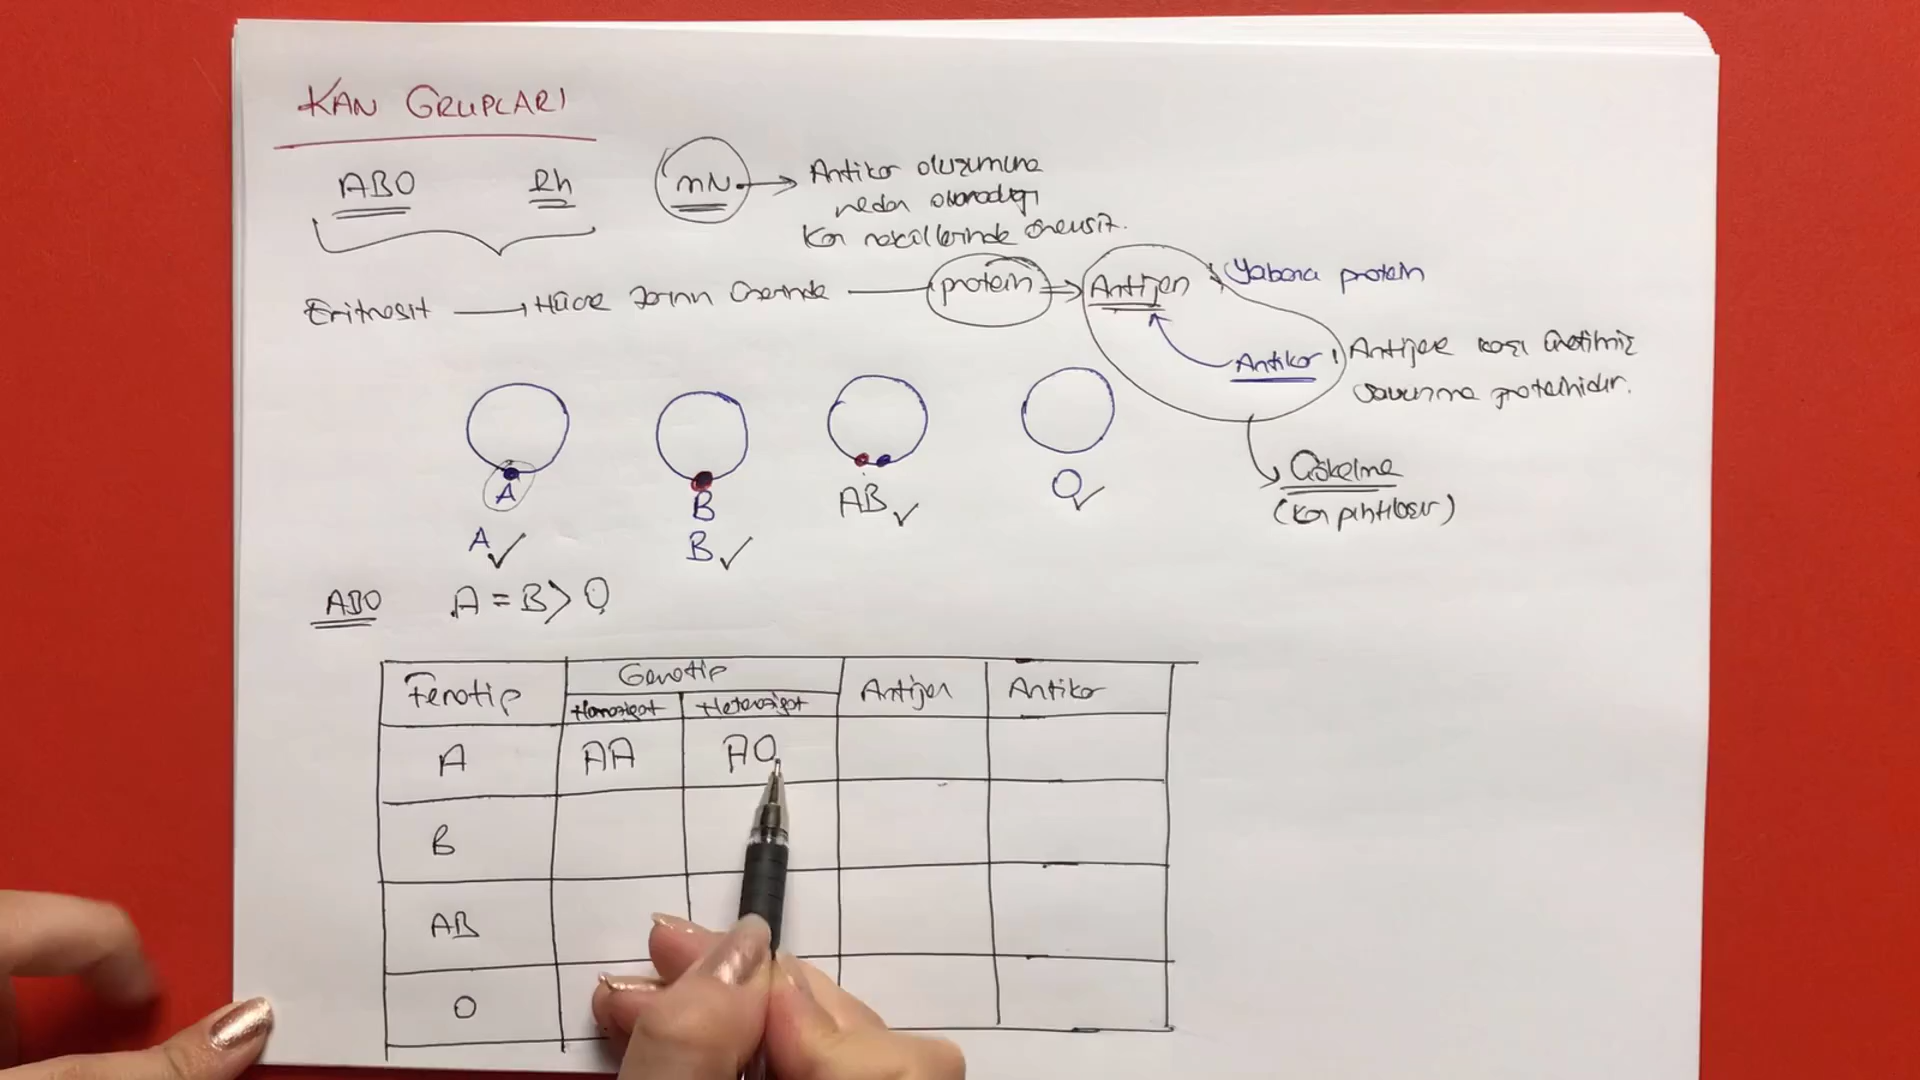 KAN GRUPLARI
ABO Rh MN → Antikor oluşumuna
neden olmadığı
Kan nakillerinde önemsiz.
Eritrosit → Hücre zarının üzerinde — protein ⇒ Antijen : Yabancı protein
Antikor : Antijene karşı üretilmiş
savunma proteinidir.
A B AB O
A B
Çökelme
(Kan pıhtılaşır)
ABO A = B > O
Fenotip Genotip Antijen Antikor
Homozigot Heterozigot
A AA AO
B
AB
O